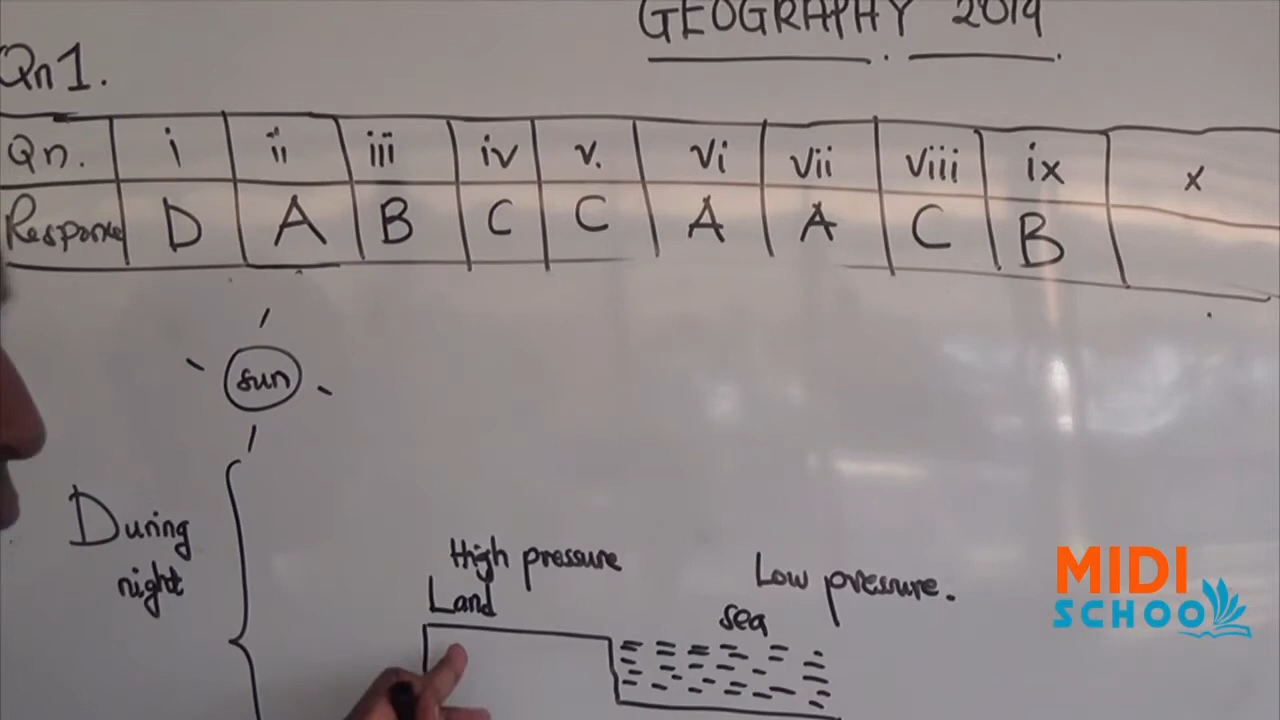 GEOGRAPHY 2019
Qn1.
Qn. i ii iii iv v. vi vii viii ix x
Response D A B C C A A C B
sun
During
night
High pressure
Low pressure.
Land
sea
MIDI
SCHOOL